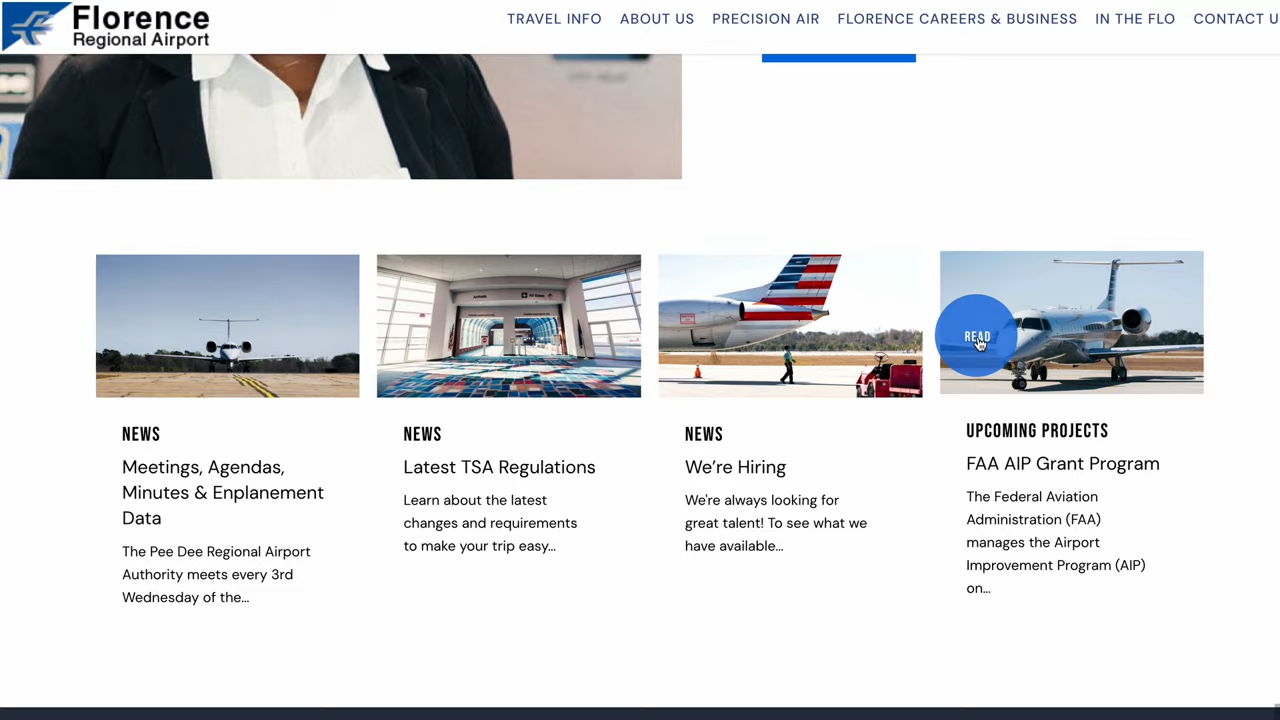 Florence
Regional Airport
TRAVEL INFO ABOUT US PRECISION AIR FLORENCE CAREERS & BUSINESS IN THE FLO CONTACT U
READ
NEWS
Meetings, Agendas,
Minutes & Enplanement
Data
The Pee Dee Regional Airport
Authority meets every 3rd
Wednesday of the...
NEWS
Latest TSA Regulations
Learn about the latest
changes and requirements
to make your trip easy...
NEWS
We’re Hiring
We're always looking for
great talent! To see what we
have available...
UPCOMING PROJECTS
FAA AIP Grant Program
The Federal Aviation
Administration (FAA)
manages the Airport
Improvement Program (AIP)
on...